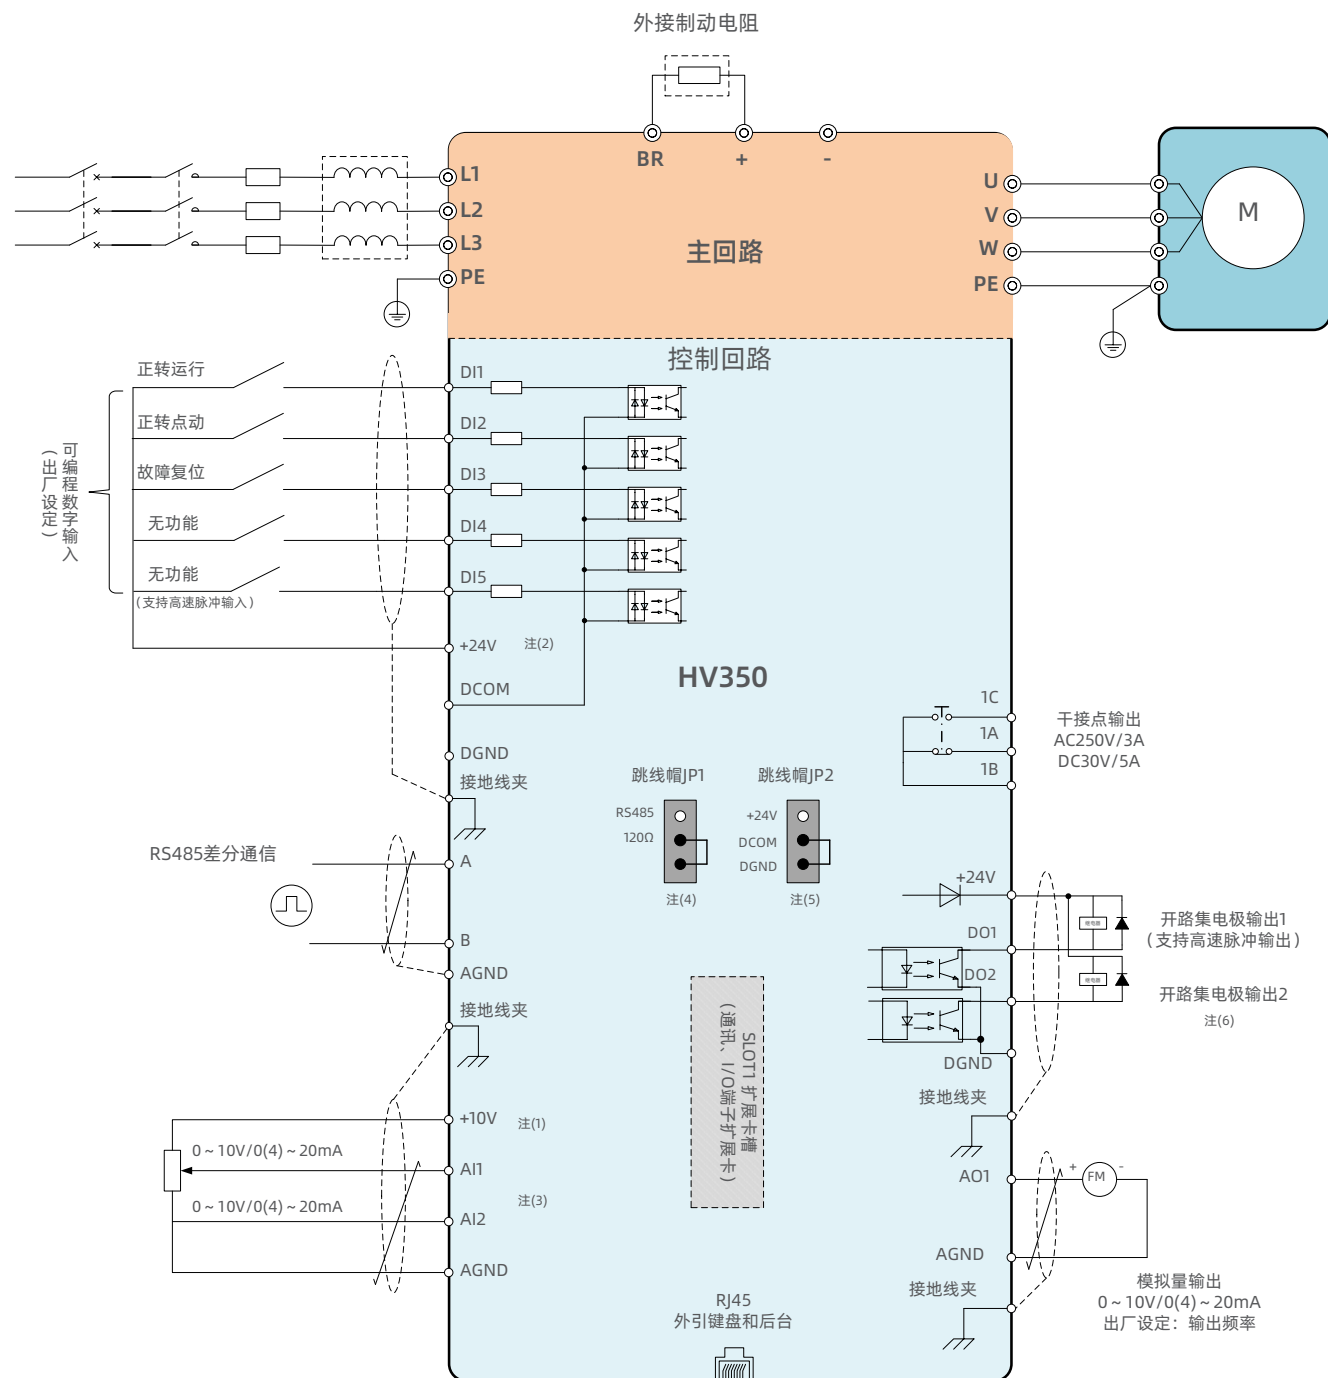 外接制动电阻
BR
+
-
L1
L2
L3
PE
U
V
W
PE
M
主回路
控制回路
正转运行
DI1
正转点动
DI2
故障复位
DI3
无功能
DI4
无功能
(支持高速脉冲输入)
DI5
可编程数字输入
(出厂设定)
+24V
注(2)
DCOM
HV350
DGND
接地线夹
1C
1A
1B
干接点输出
AC250V/3A
DC30V/5A
跳线帽JP1
RS485
120Ω
注(4)
跳线帽JP2
+24V
DCOM
DGND
注(5)
RS485差分通信
A
B
AGND
接地线夹
+24V
DO1
DO2
DGND
接地线夹
继电器
继电器
开路集电极输出1
(支持高速脉冲输出)
开路集电极输出2
注(6)
SLOT1 扩展卡槽
(通讯、I/O端子扩展卡)
+10V
注(1)
0~10V/0(4)~20mA
AI1
注(3)
0~10V/0(4)~20mA
AI2
AGND
AO1
+
FM
-
AGND
接地线夹
模拟量输出
0~10V/0(4)~20mA
出厂设定：输出频率
RJ45
外引键盘和后台